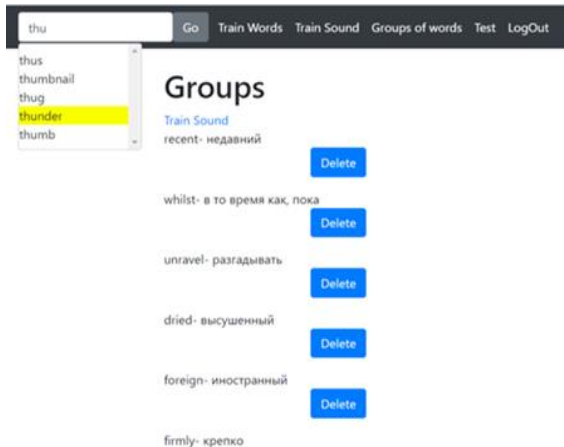 thu Go Train Words Train Sound Groups of words Test LogOut
thus
thumbnail
thug
thunder
thumb
Groups
Train Sound
recent- недавний
Delete
whilst- в то время как, пока
Delete
unravel- разгадывать
Delete
dried- высушенный
Delete
foreign- иностранный
Delete
firmly- крепко